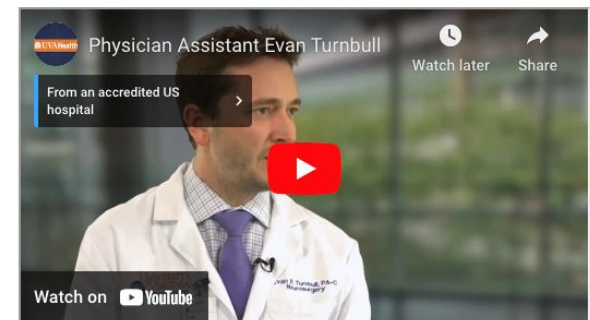 UVAHealth
Physician Assistant Evan Turnbull
Watch later
Share
From an accredited US
hospital
Evan P. Turnbull, PA-C
Neurosurgery
Watch on YouTube